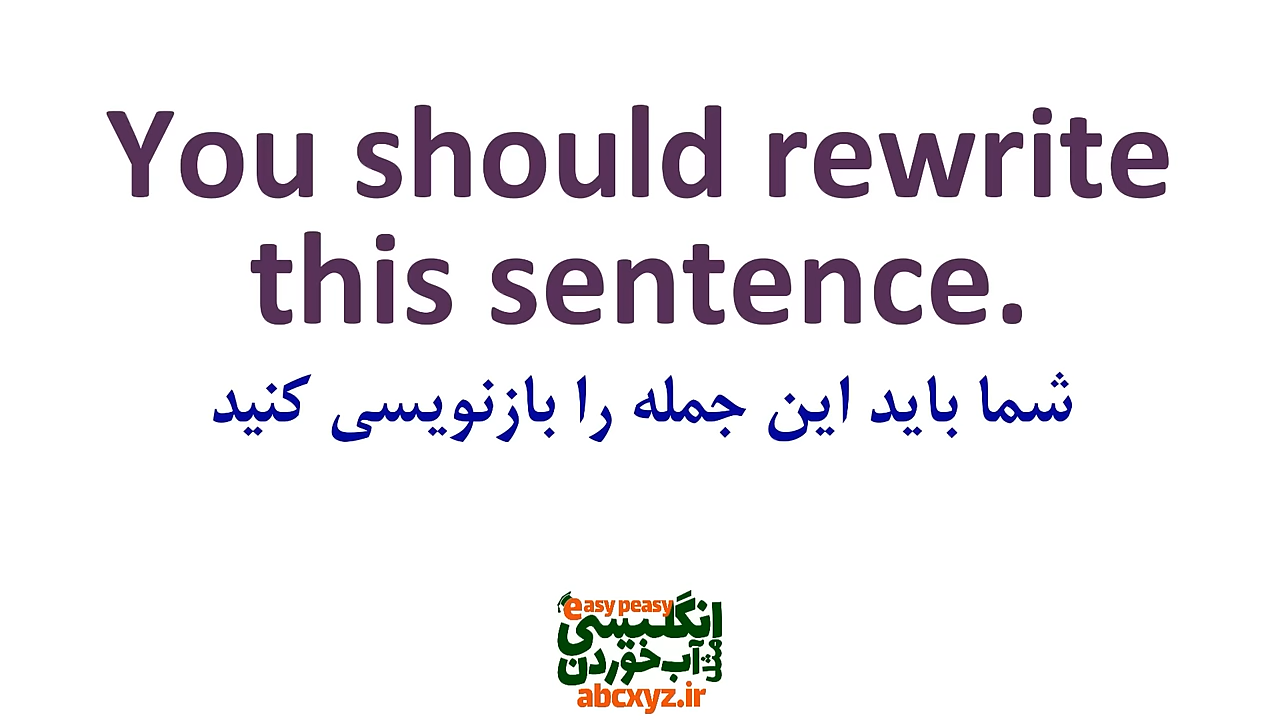 You should rewrite
this sentence.
شما باید این جمله را بازنویسی کنید
easy peasy
انگلیسی
مثل آب خوردن
abcxyz.ir